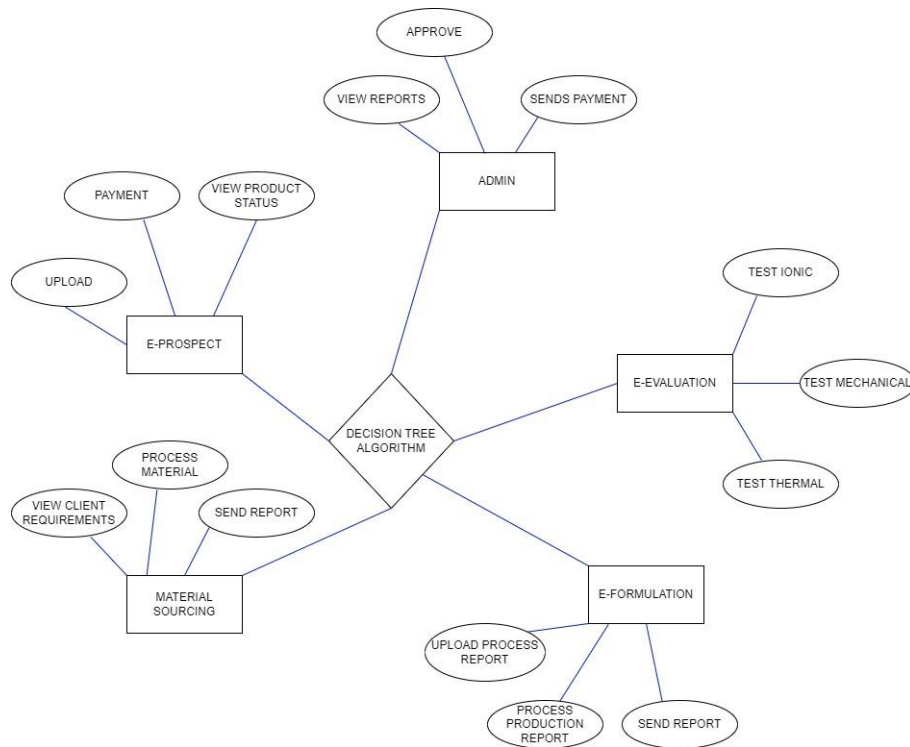 APPROVE
VIEW REPORTS
SENDS PAYMENT
ADMIN
PAYMENT
VIEW PRODUCT
STATUS
UPLOAD
E-PROSPECT
TEST IONIC
E-EVALUATION
TEST MECHANICAL
TEST THERMAL
DECISION TREE
ALGORITHM
PROCESS
MATERIAL
VIEW CLIENT
REQUIREMENTS
SEND REPORT
MATERIAL
SOURCING
E-FORMULATION
UPLOAD PROCESS
REPORT
PROCESS
PRODUCTION
REPORT
SEND REPORT